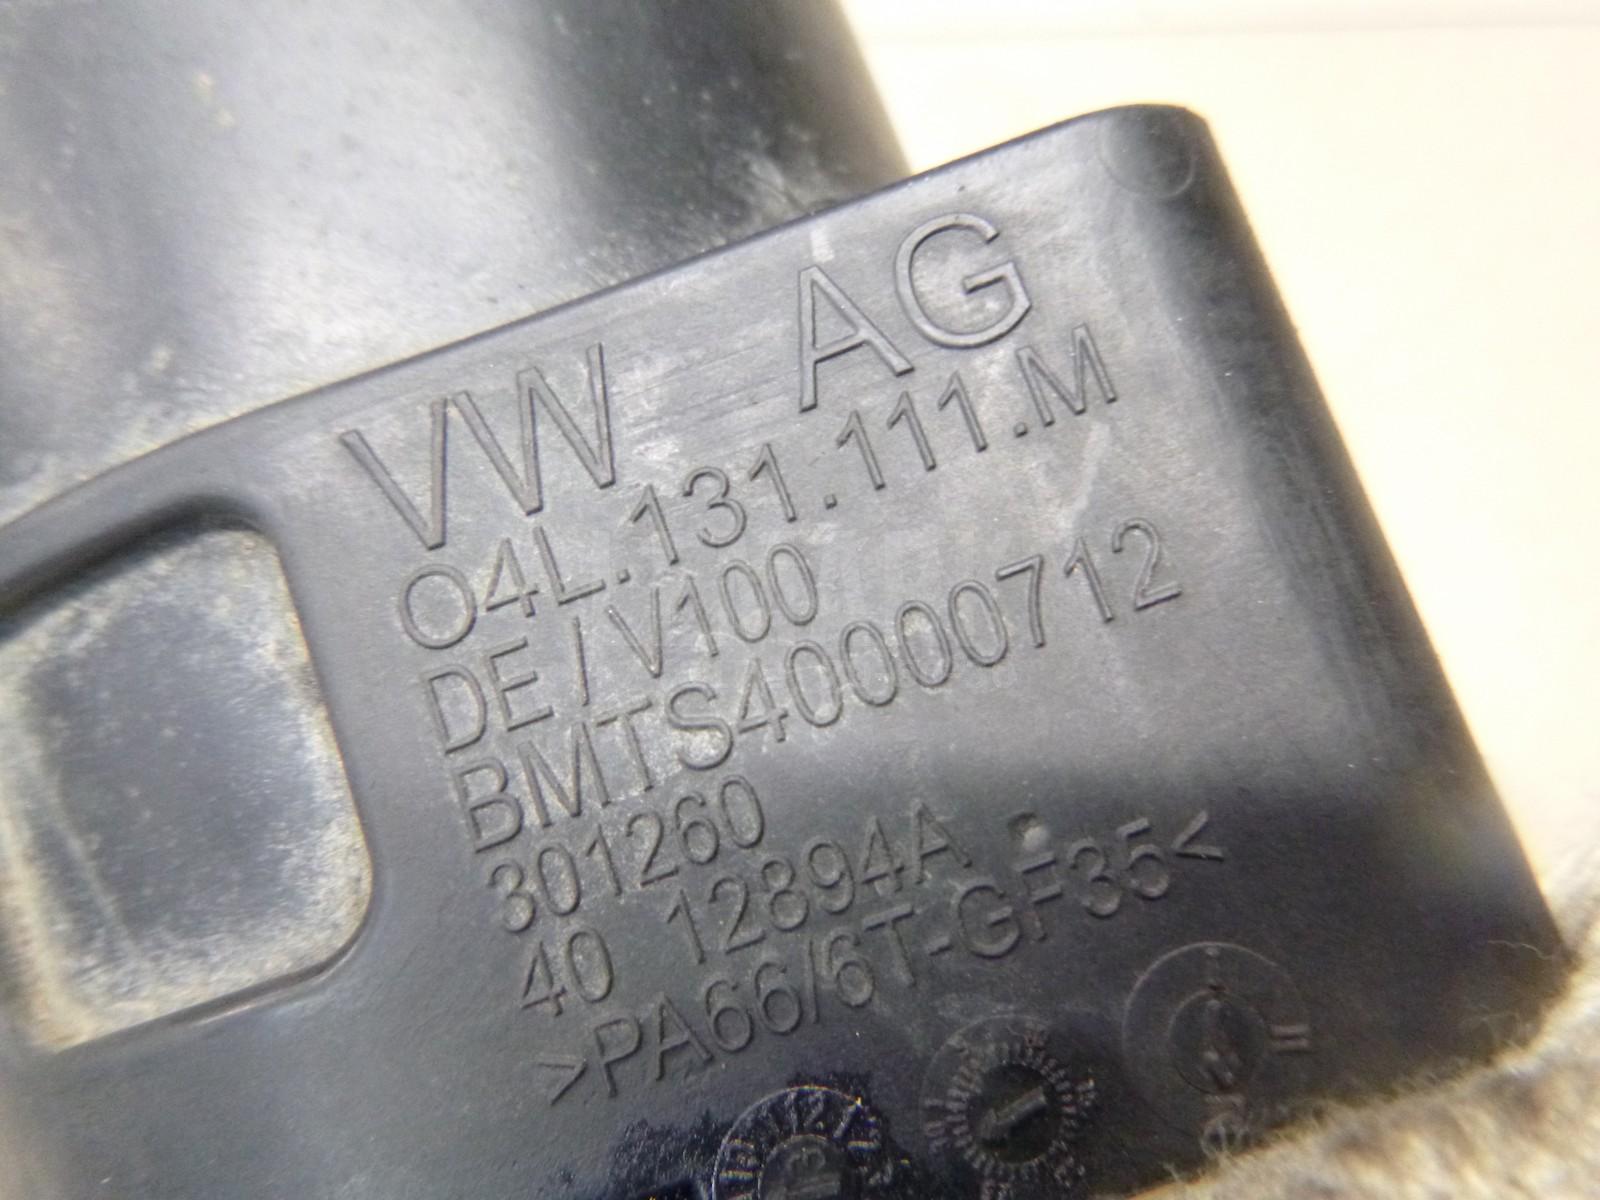 VW AG
04L.131.111.M
DE / V100
BMTS40000712
301260
40 12894A
>PA66/6T-GF35<